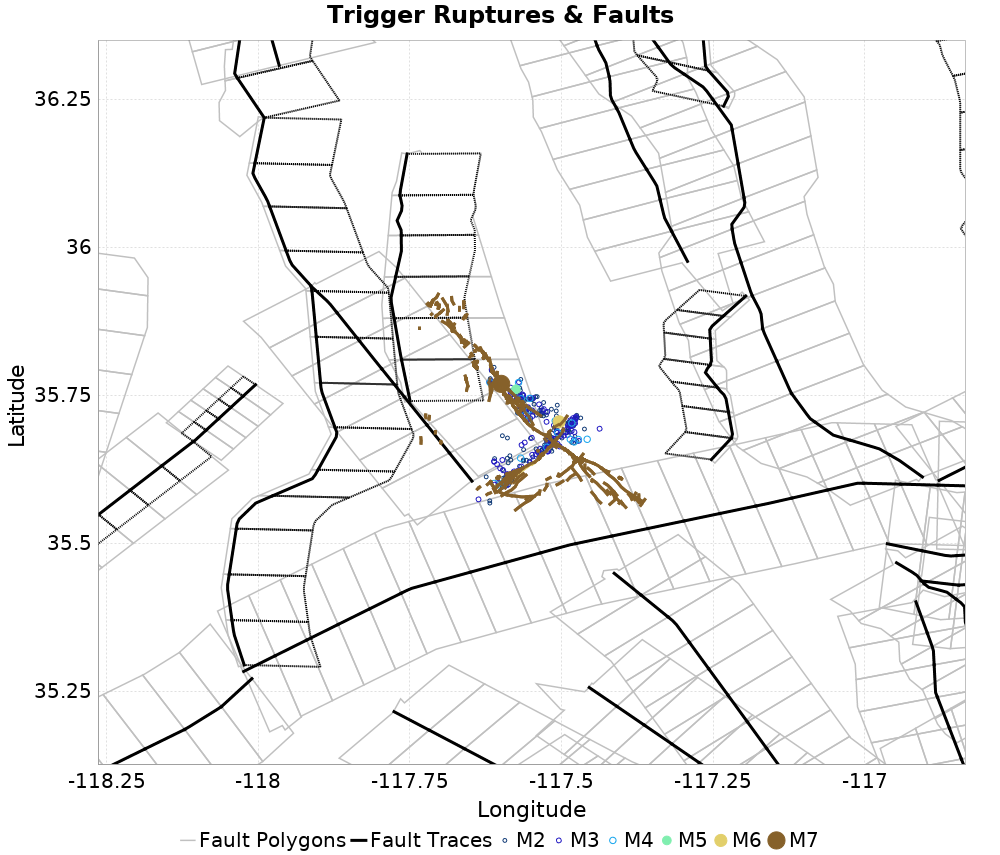 Trigger Ruptures & Faults
36.25
36
35.75
35.5
35.25
Latitude
-118.25 -118 -117.75 -117.5 -117.25 -117
Longitude
Fault Polygons Fault Traces M2 M3 M4 M5 M6 M7